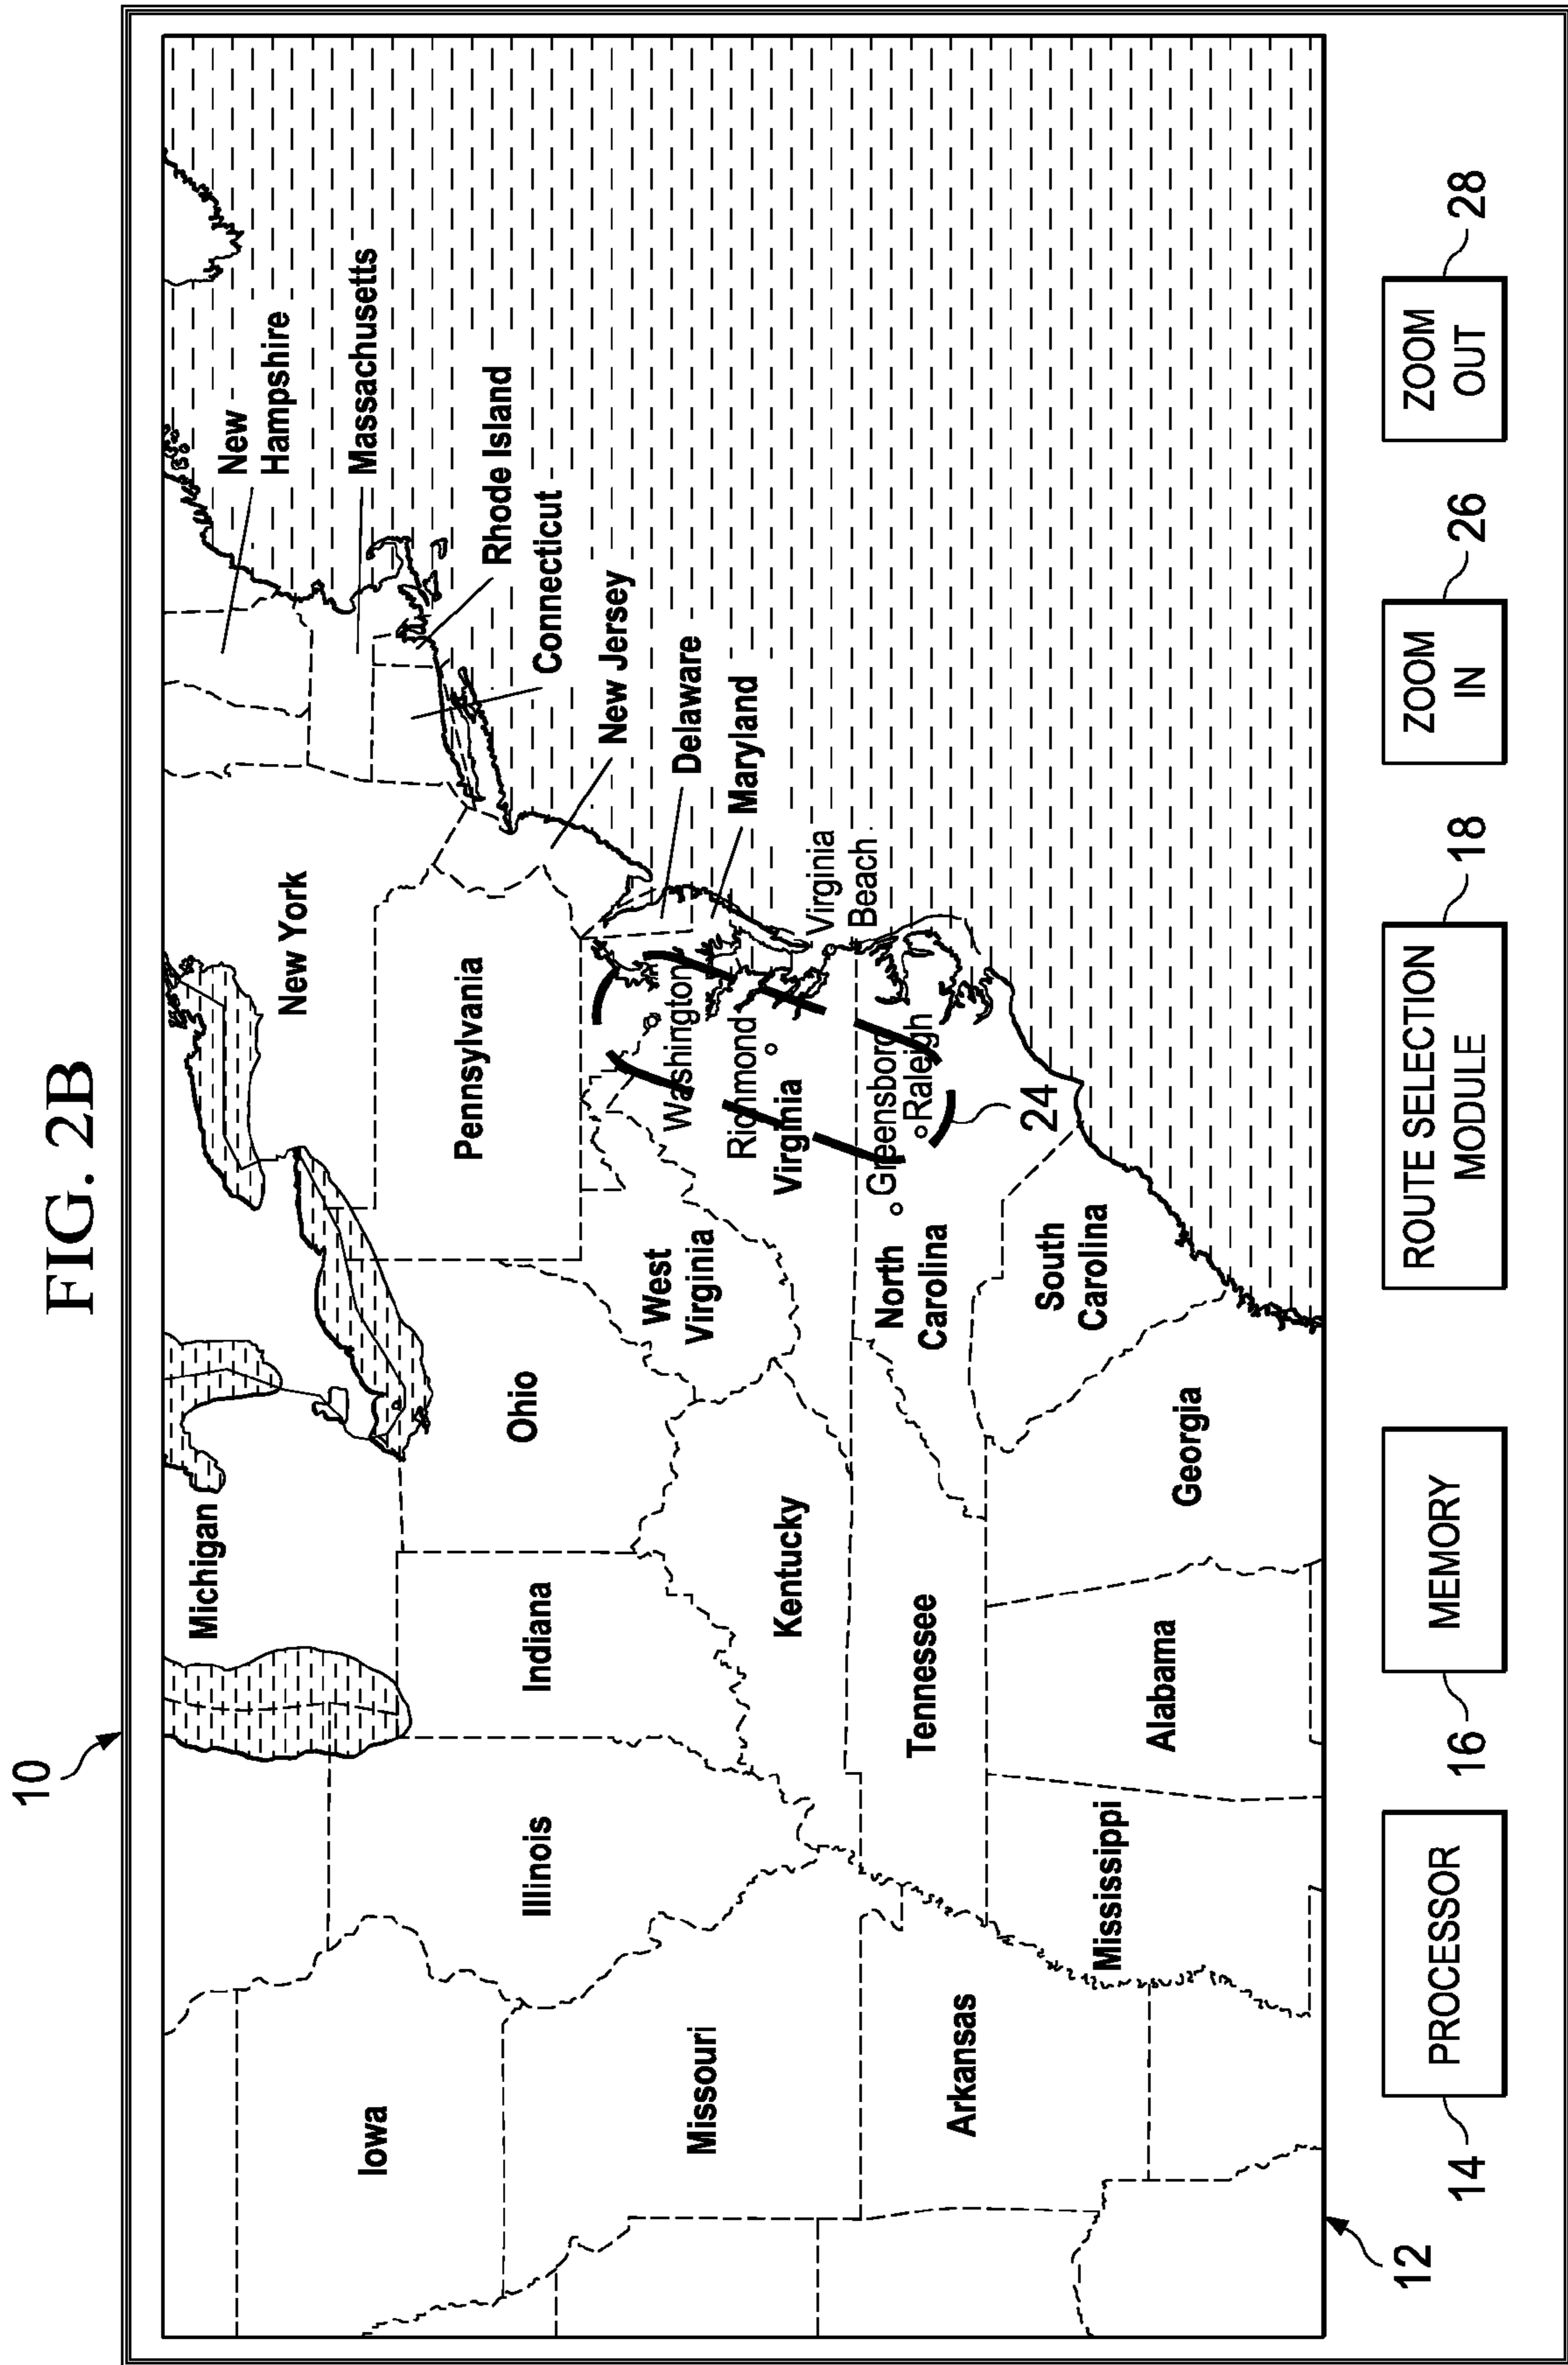 FIG. 2B
10
Michigan
New York
New
Hampshire
Massachusetts
Iowa
Illinois
Indiana
Ohio
Pennsylvania
Rhode Island
Connecticut
New Jersey
Delaware
Maryland
Missouri
Kentucky
West
Virginia
Washington
Richmond
Virginia
Virginia
Beach
Arkansas
Tennessee
North
Carolina
Greensboro
Raleigh
24
South
Carolina
Mississippi
Alabama
Georgia
12
14
PROCESSOR
16
MEMORY
ROUTE SELECTION
MODULE
18
ZOOM
IN
26
ZOOM
OUT
28